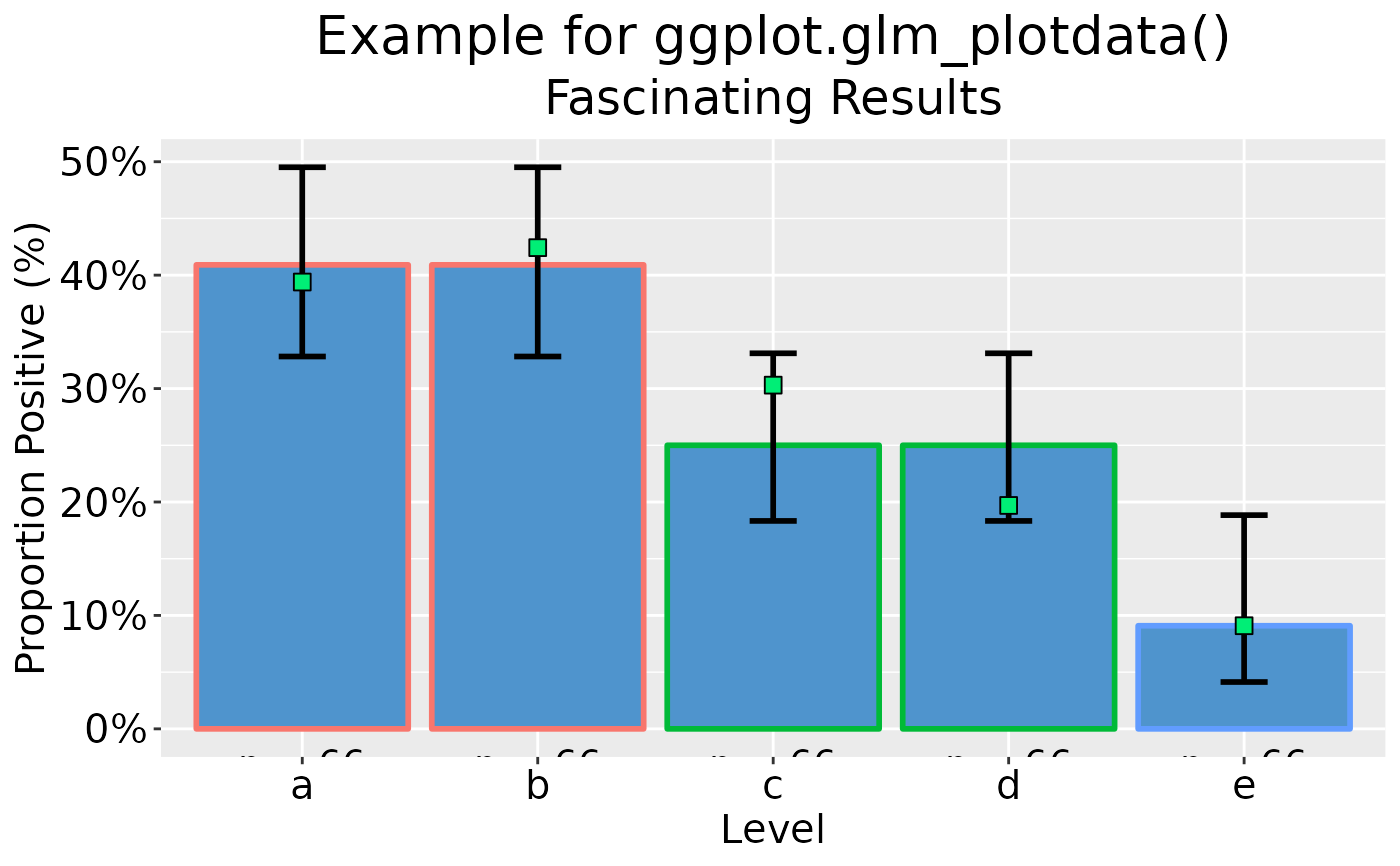 Example for ggplot.glm_plotdata()
Fascinating Results
Proportion Positive (%)
50%
40%
30%
20%
10%
0%
a b c d e
Level